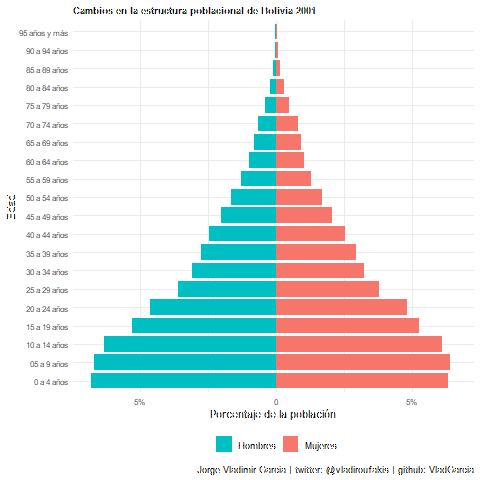 Cambios en la estructura poblacional de Bolivia 2001
95 años y más
90 a 94 años
85 a 89 años
80 a 84 años
75 a 79 años
70 a 74 años
65 a 69 años
60 a 64 años
55 a 59 años
50 a 54 años
45 a 49 años
40 a 44 años
35 a 39 años
30 a 34 años
25 a 29 años
20 a 24 años
15 a 19 años
10 a 14 años
05 a 9 años
0 a 4 años
Edad
5% 0 5%
Porcentaje de la población
Hombres Mujeres
Jorge Vladimir Garcia | twitter: @vladiroufakis | github: VladGarcia